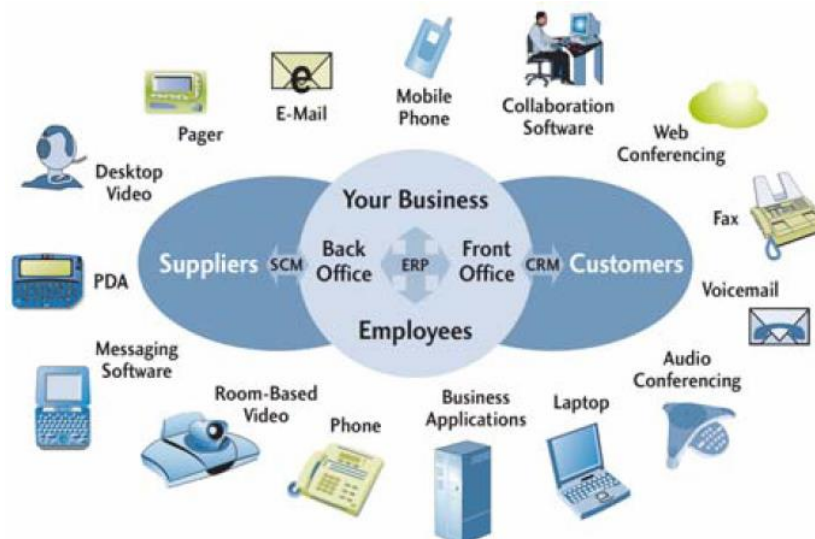 Mobile
Phone
Collaboration
Software
E-Mail
Pager
Web
Conferencing
Desktop
Video
Fax
PDA
Voicemail
Messaging
Software
Audio
Conferencing
Room-Based
Video
Phone
Business
Applications
Laptop
Your Business
Suppliers
SCM
Back
Office
ERP
Front
Office
CRM
Customers
Employees
e